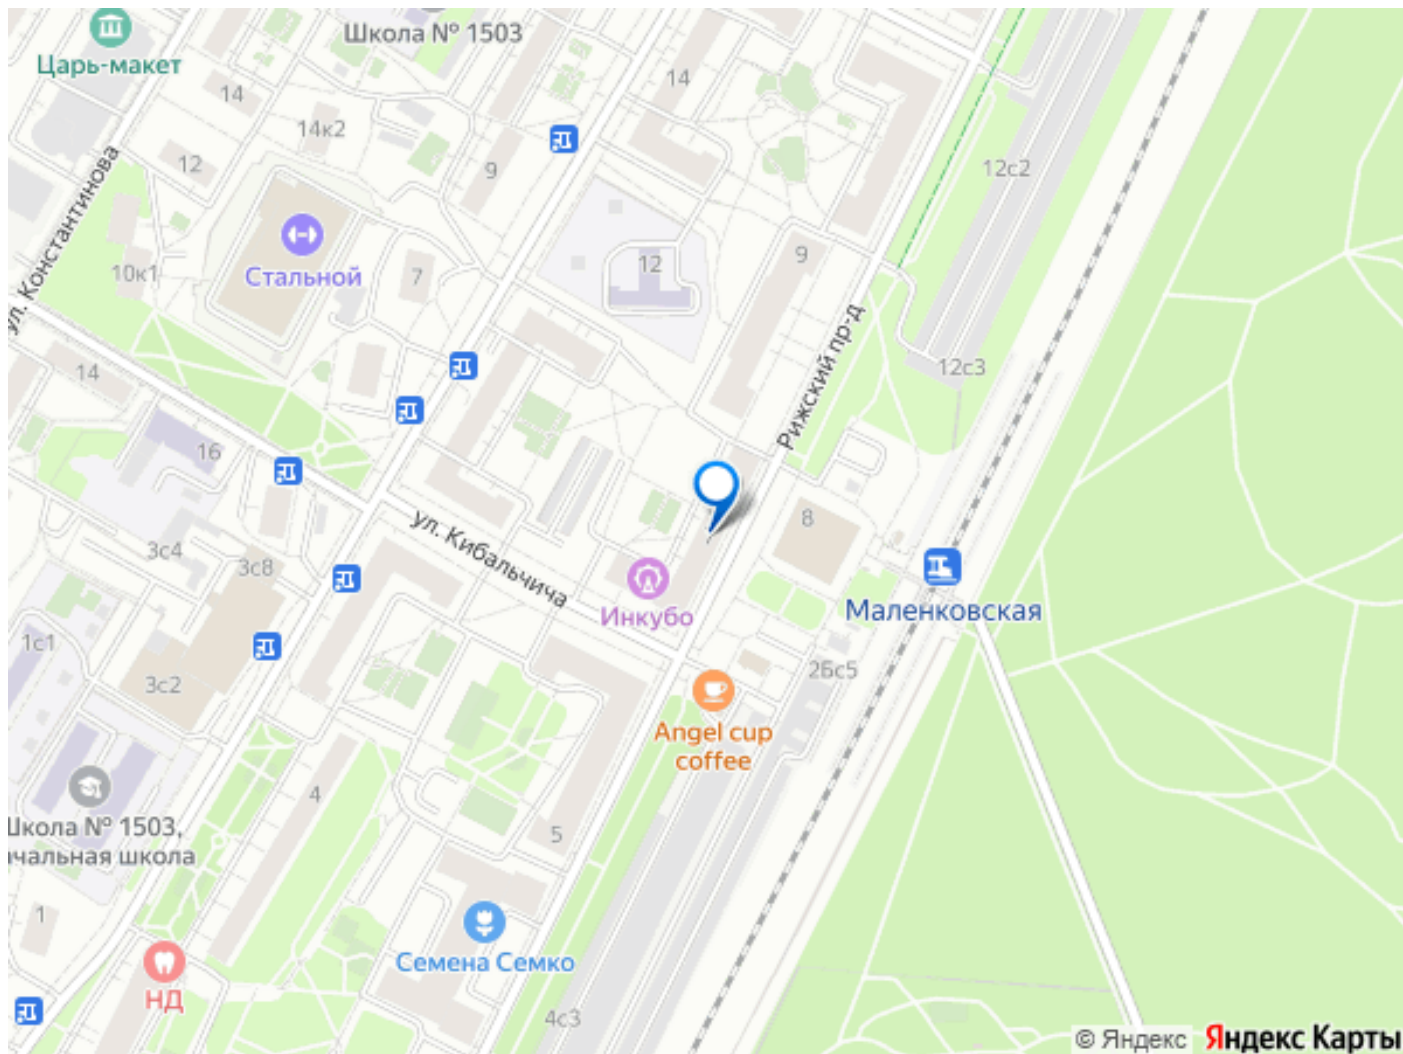 Школа № 1503
Царь-макет
14
14
14к2
12
9
12с2
ул. Константинова
10к1
Стальной
7
12
9
Рижский пр-д
12с3
14
16
8
ул. Кибальчича
3с4
3с8
Маленковская
Инкубо
1с1
3с2
26с5
Angel cup
coffee
4
5
Школа № 1503,
начальная школа
1
Семена Семко
НД
4с3
© Яндекс
Яндекс Карты